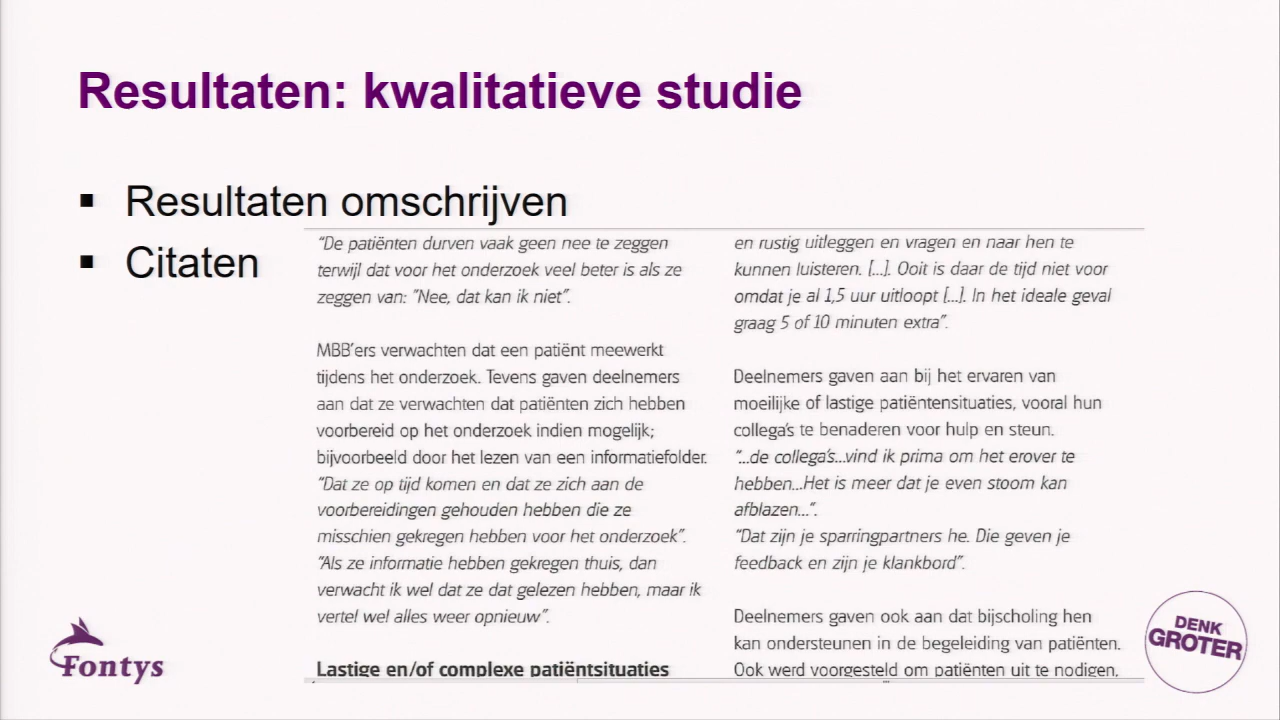 Resultaten: kwalitatieve studie
▪ Resultaten omschrijven
▪ Citaten
“De patiënten durven vaak geen nee te zeggen
terwijl dat voor het onderzoek veel beter is als ze
zeggen van: "Nee, dat kan ik niet”.
MBB'ers verwachten dat een patiënt meewerkt
tijdens het onderzoek. Tevens gaven deelnemers
aan dat ze verwachten dat patiënten zich hebben
voorbereid op het onderzoek indien mogelijk;
bijvoorbeeld door het lezen van een informatiefolder.
“Dat ze op tijd komen en dat ze zich aan de
voorbereidingen gehouden hebben die ze
misschien gekregen hebben voor het onderzoek”.
“Als ze informatie hebben gekregen thuis, dan
verwacht ik wel dat ze dat gelezen hebben, maar ik
vertel wel alles weer opnieuw”.
Lastige en/of complexe patiëntsituaties
en rustig uitleggen en vragen en naar hen te
kunnen luisteren. [...]. Ooit is daar de tijd niet voor
omdat je al 1,5 uur uitloopt [...]. In het ideale geval
graag 5 of 10 minuten extra”.
Deelnemers gaven aan bij het ervaren van
moeilijke of lastige patiëntensituaties, vooral hun
collega's te benaderen voor hulp en steun.
“...de collega's...vind ik prima om het erover te
hebben...Het is meer dat je even stoom kan
afblazen...”.
“Dat zijn je sparringpartners he. Die geven je
feedback en zijn je klankbord”.
Deelnemers gaven ook aan dat bijscholing hen
kan ondersteunen in de begeleiding van patiënten.
Ook werd voorgesteld om patiënten uit te nodigen,
Fontys
DENK
GROTER